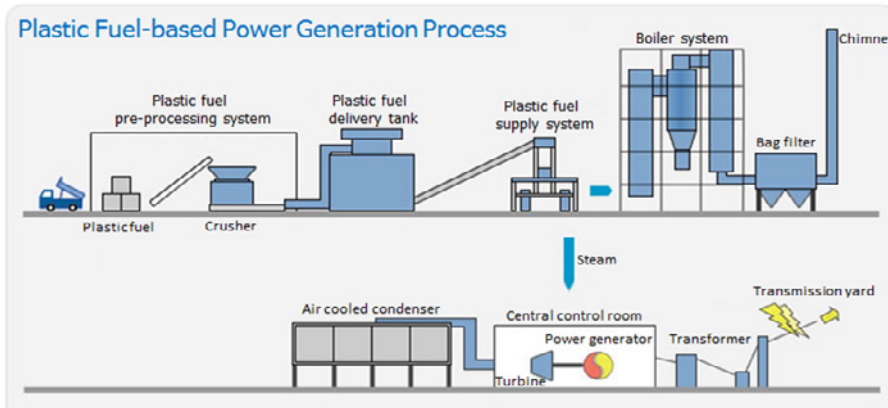 Plastic Fuel-based Power Generation Process
Boiler system
Chimne
Plastic fuel
pre-processing system
Plastic fuel
delivery tank
Plastic fuel
supply system
Bag filter
Plastic fuel
Crusher
Steam
Transmission yard
Air cooled condenser
Central control room
Power generator
Transformer
Turbine